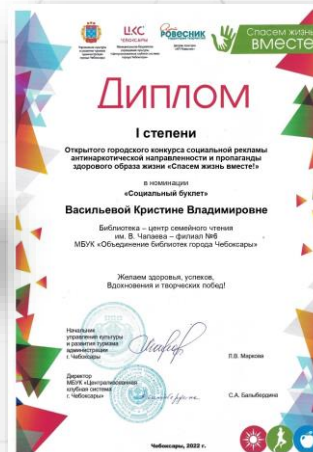 ЦКС
ЧЕБОКСАРЫ
РОВЕСНИК
Спасем жизнь
вместе
Диплом
I степени
Открытого городского конкурса социальной рекламы
антинаркотической направленности и пропаганды
здорового образа жизни «Спасем жизнь вместе!»
в номинации
«Социальный буклет»
Васильевой Кристине Владимировне
Библиотека – центр семейного чтения
им. В. Чапаева – филиал №6
МБУК «Объединение библиотек города Чебоксары»
Желаем здоровья, успехов,
Вдохновения и творческих побед!
Начальник
управление культуры
и развития туризма
администрации
г. Чебоксары
Л.В. Маркова
Директор
МБУК «Централизованная
клубная система
г. Чебоксары»
С.А. Балыбердина
Чебоксары, 2022 г.